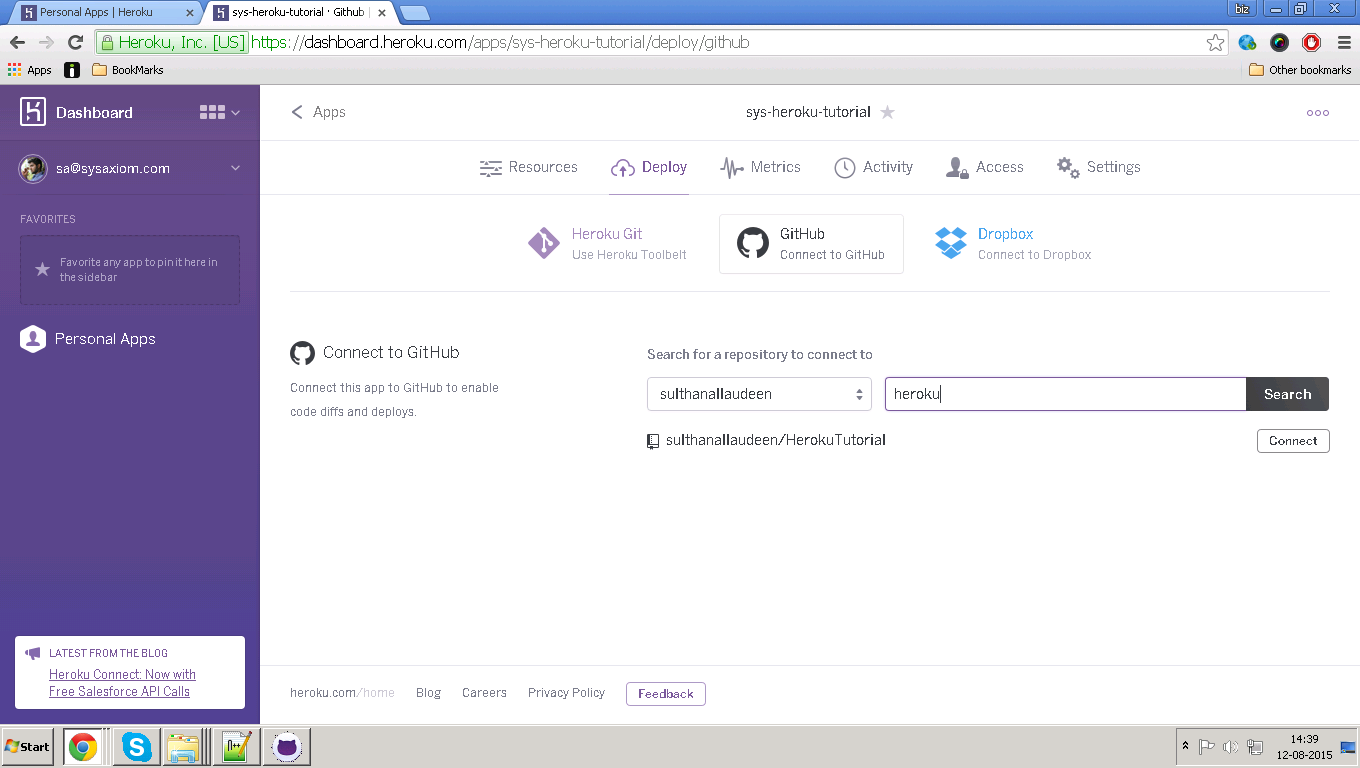 Personal Apps | Heroku
sys-heroku-tutorial · Github |
biz
Heroku, Inc. [US] https://dashboard.heroku.com/apps/sys-heroku-tutorial/deploy/github
Apps
BookMarks
Other bookmarks
Dashboard
Apps
sys-heroku-tutorial
sa@sysaxiom.com
Resources
Deploy
Metrics
Activity
Access
Settings
FAVORITES
Favorite any app to pin it here in
the sidebar
Personal Apps
Heroku Git
Use Heroku Toolbelt
GitHub
Connect to GitHub
Dropbox
Connect to Dropbox
Connect to GitHub
Connect this app to GitHub to enable
code diffs and deploys.
Search for a repository to connect to
sulthanallaudeen
heroku
Search
sulthanallaudeen/HerokuTutorial
Connect
LATEST FROM THE BLOG
Heroku Connect: Now with
Free Salesforce API Calls
heroku.com/home
Blog
Careers
Privacy Policy
Feedback
Start
14:39
12-08-2015